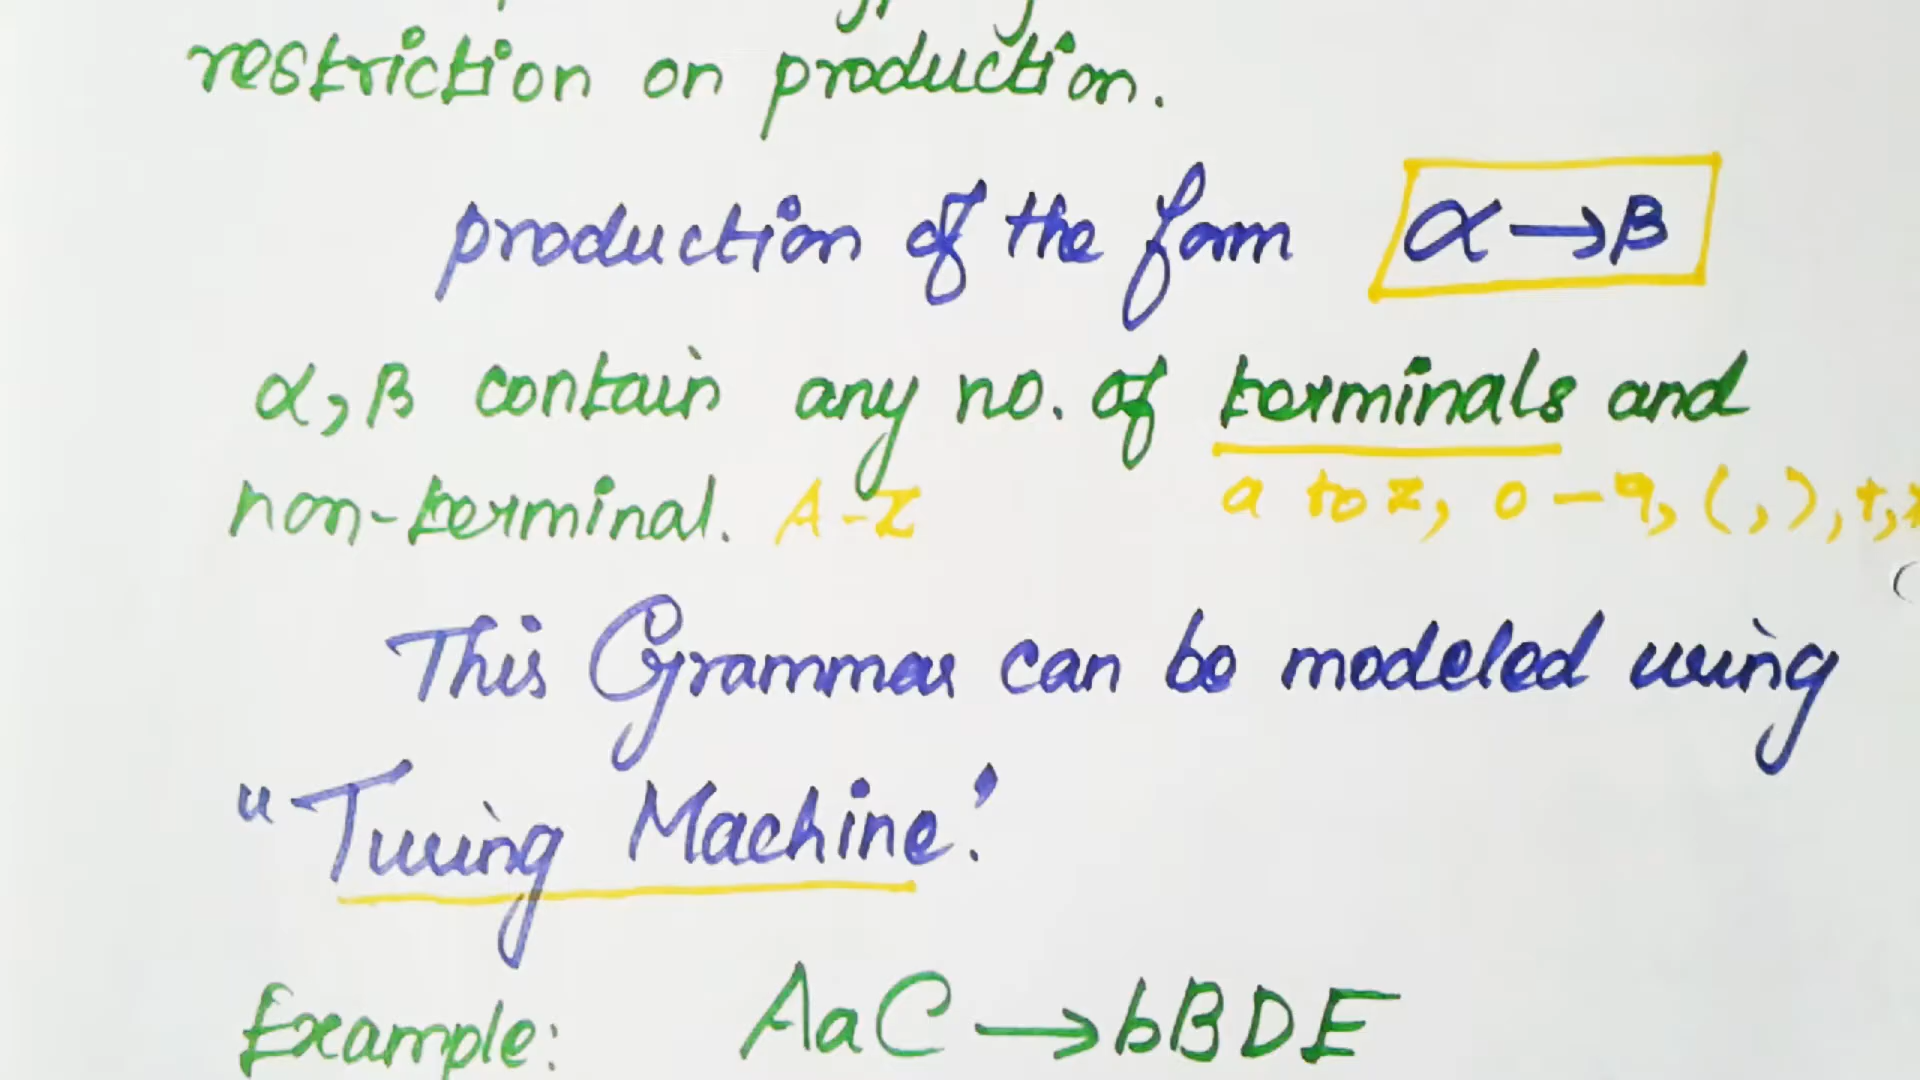 restriction on production.
production of the form α→β
α, β contain any no. of terminals and
non-terminal. A-Z a to z, 0-9, (,), +,
This Grammar can be modeled using
"Turing Machine".
Example: AaC → bBDE